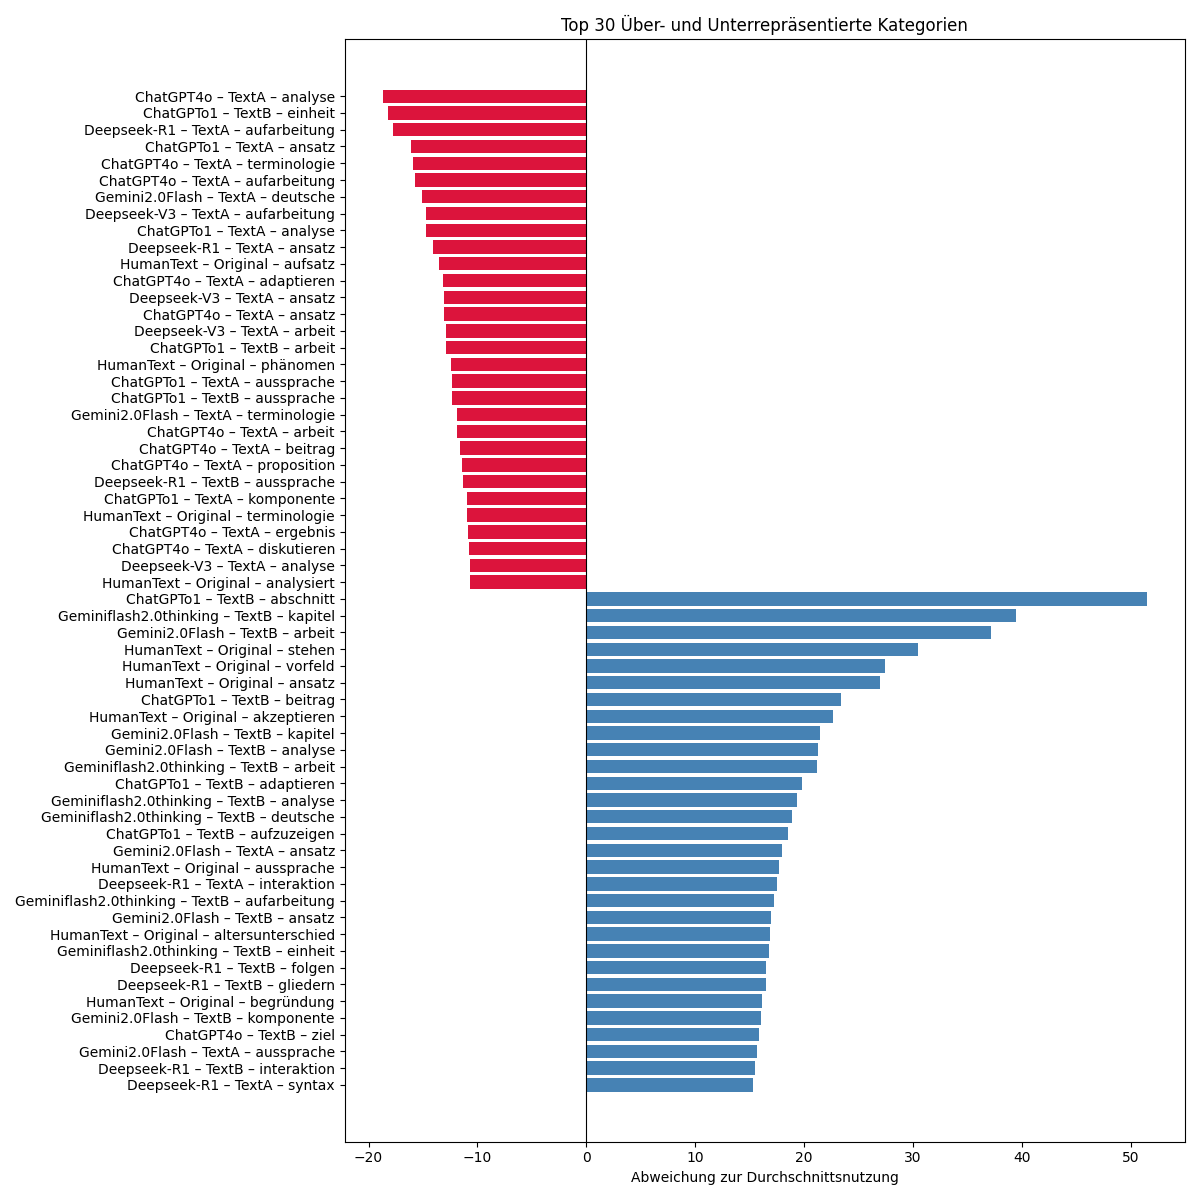 Top 30 Über- und Unterrepräsentierte Kategorien
ChatGPT4o – TextA – analyse
ChatGPTo1 – TextB – einheit
Deepseek-R1 – TextA – aufarbeitung
ChatGPTo1 – TextA – ansatz
ChatGPT4o – TextA – terminologie
ChatGPT4o – TextA – aufarbeitung
Gemini2.0Flash – TextA – deutsche
Deepseek-V3 – TextA – aufarbeitung
ChatGPTo1 – TextA – analyse
Deepseek-R1 – TextA – ansatz
HumanText – Original – aufsatz
ChatGPT4o – TextA – adaptieren
Deepseek-V3 – TextA – ansatz
ChatGPT4o – TextA – ansatz
Deepseek-V3 – TextA – arbeit
ChatGPTo1 – TextB – arbeit
HumanText – Original – phänomen
ChatGPTo1 – TextA – aussprache
ChatGPTo1 – TextB – aussprache
Gemini2.0Flash – TextA – terminologie
ChatGPT4o – TextA – arbeit
ChatGPT4o – TextA – beitrag
ChatGPT4o – TextA – proposition
Deepseek-R1 – TextB – aussprache
ChatGPTo1 – TextA – komponente
HumanText – Original – terminologie
ChatGPT4o – TextA – ergebnis
ChatGPT4o – TextA – diskutieren
Deepseek-V3 – TextA – analyse
HumanText – Original – analysiert
ChatGPTo1 – TextB – abschnitt
Geminiflash2.0thinking – TextB – kapitel
Gemini2.0Flash – TextB – arbeit
HumanText – Original – stehen
HumanText – Original – vorfeld
HumanText – Original – ansatz
ChatGPTo1 – TextB – beitrag
HumanText – Original – akzeptieren
Gemini2.0Flash – TextB – kapitel
Gemini2.0Flash – TextB – analyse
Geminiflash2.0thinking – TextB – arbeit
ChatGPTo1 – TextB – adaptieren
Geminiflash2.0thinking – TextB – analyse
Geminiflash2.0thinking – TextB – deutsche
ChatGPTo1 – TextB – aufzuzeigen
Gemini2.0Flash – TextA – ansatz
HumanText – Original – aussprache
Deepseek-R1 – TextA – interaktion
Geminiflash2.0thinking – TextB – aufarbeitung
Gemini2.0Flash – TextB – ansatz
HumanText – Original – altersunterschied
Geminiflash2.0thinking – TextB – einheit
Deepseek-R1 – TextB – folgen
Deepseek-R1 – TextB – gliedern
HumanText – Original – begründung
Gemini2.0Flash – TextB – komponente
ChatGPT4o – TextB – ziel
Gemini2.0Flash – TextA – aussprache
Deepseek-R1 – TextB – interaktion
Deepseek-R1 – TextA – syntax
−20 −10 0 10 20 30 40 50
Abweichung zur Durchschnittsnutzung